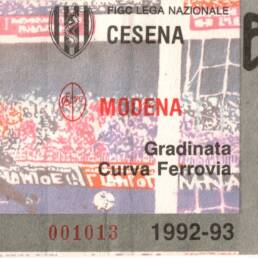 FIGC LEGA NAZIONALE
CESENA
MODENA
Gradinata
Curva Ferrovia
001013 1992-93